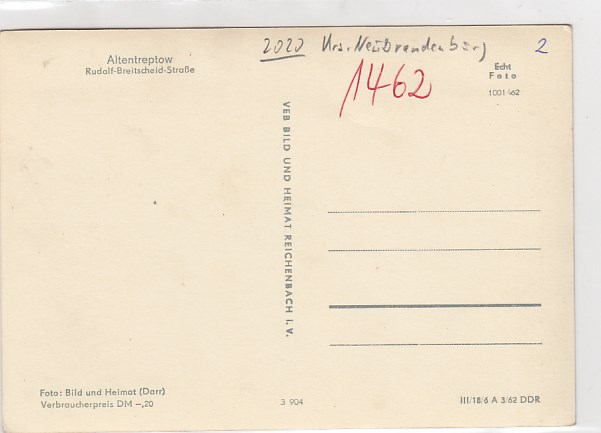 Altentreptow
Rudolf-Breitscheid-Straße
2020 Krs. Neubrandenburg
2
1462
Echt
Foto
1001/62
VEB BILD UND HEIMAT REICHENBACH I. V.
Foto: Bild und Heimat (Darr)
Verbraucherpreis DM –,20
3 904
III/18/6 A 3/62 DDR